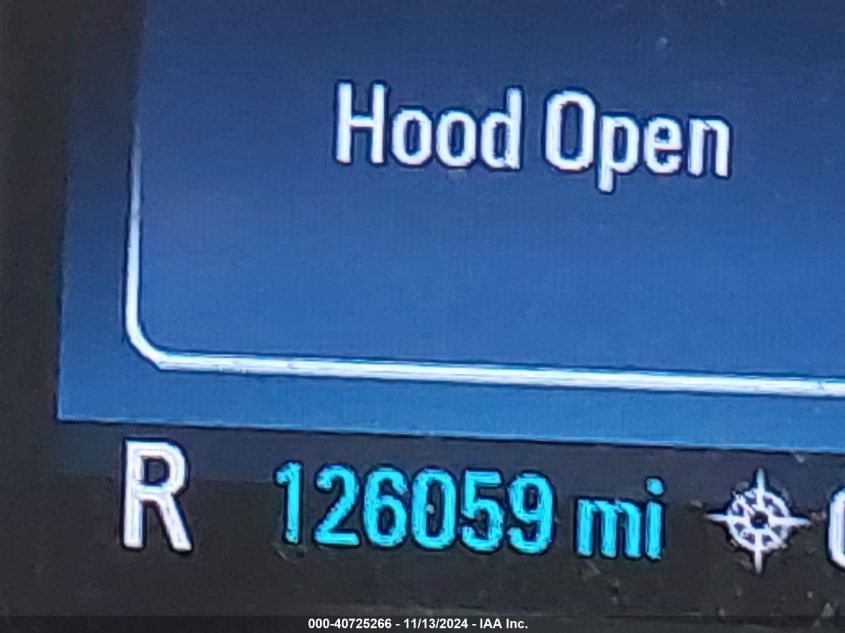 Hood Open
R 126059 mi
000-40725266 - 11/13/2024 - IAA Inc.